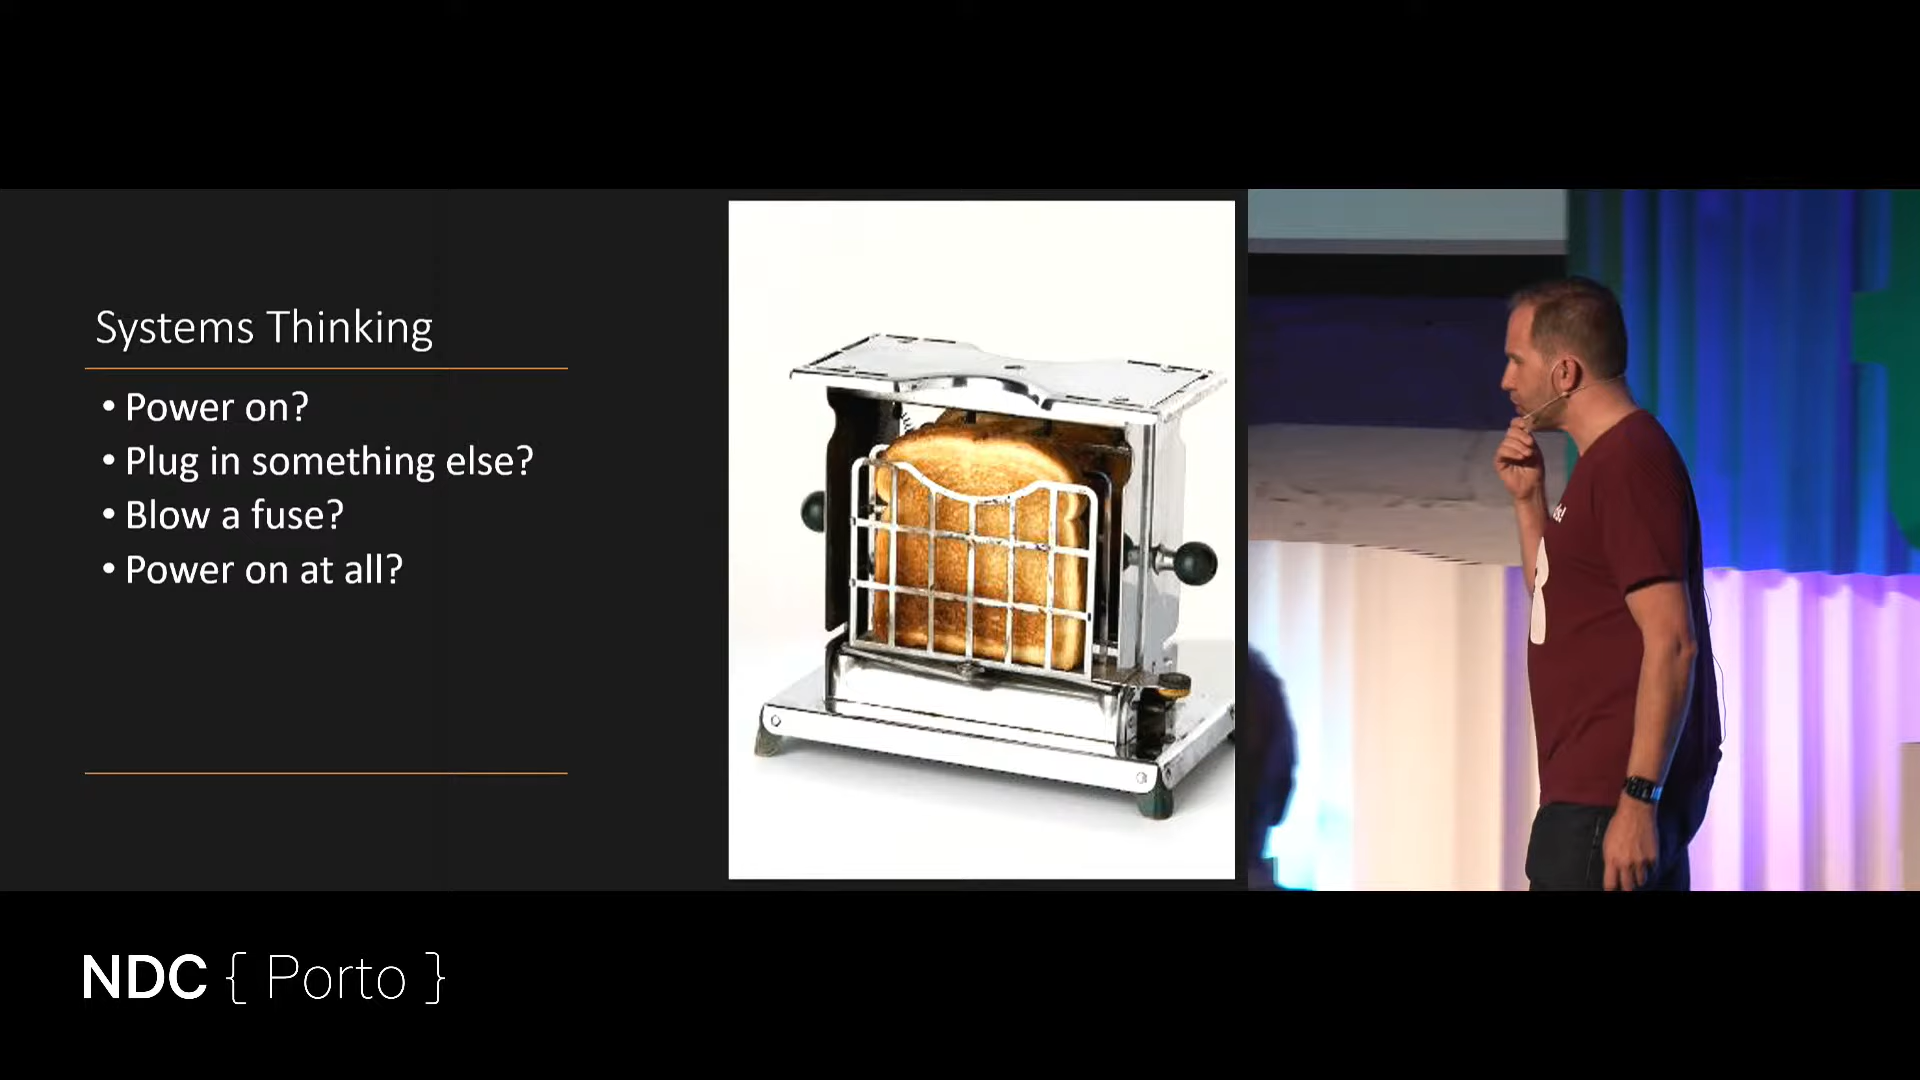 Systems Thinking
• Power on?
• Plug in something else?
• Blow a fuse?
• Power on at all?
NDC { Porto }